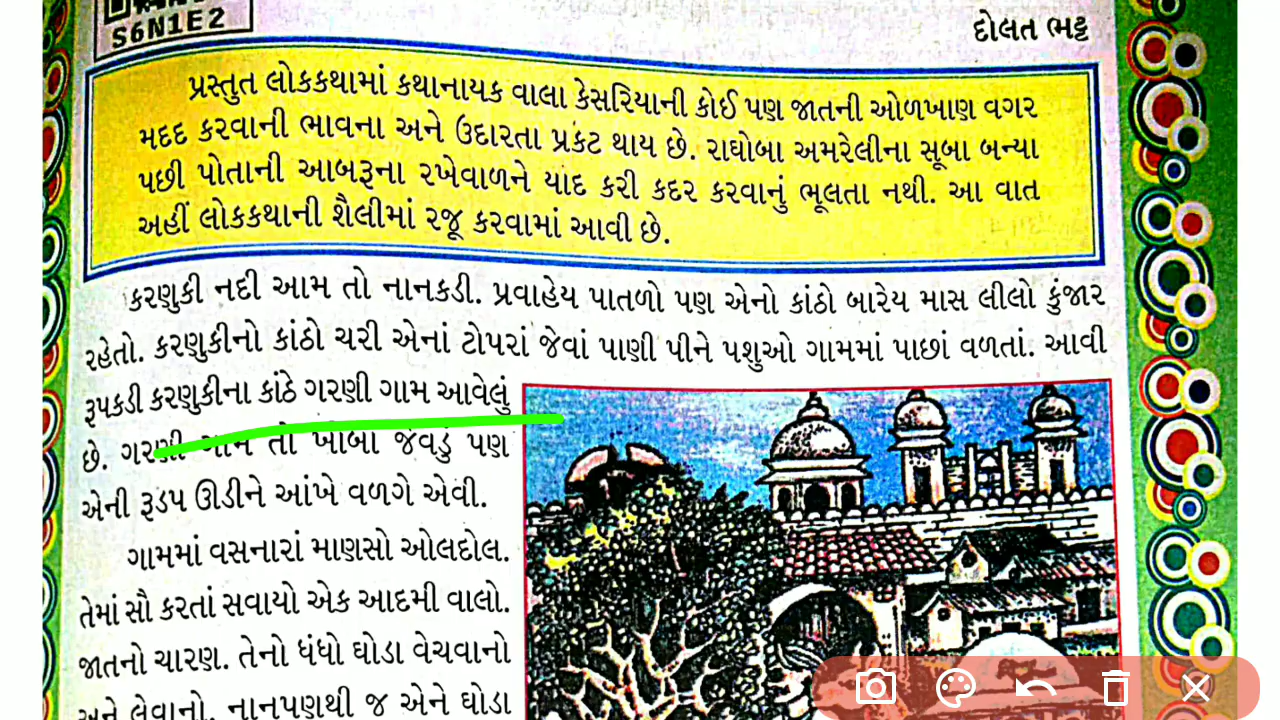 S6N1E2
દોલત ભટ્ટ
પ્રસ્તુત લોકકથામાં કથાનાયક વાલા કેસરિયાની કોઈ પણ જાતની ઓળખાણ વગર
મદદ કરવાની ભાવના અને ઉદારતા પ્રકટ થાય છે. રાઘોબા અમરેલીના સૂબા બન્યા
પછી પોતાની આબરૂના રખેવાળને યાદ કરી કદર કરવાનું ભૂલતા નથી. આ વાત
અહીં લોકકથાની શૈલીમાં રજૂ કરવામાં આવી છે.
કરણુકી નદી આમ તો નાનકડી. પ્રવાહેય પાતળો પણ એનો કાંઠો બારેય માસ લીલો કુંજાર
રહેતો. કરણુકીનો કાંઠો ચરી એનાં ટોપરાં જેવાં પાણી પીને પશુઓ ગામમાં પાછાં વળતાં. આવી
રૂપકડી કરણુકીના કાંઠે ગરણી ગામ આવેલું
છે. ગરણી ગામ તો ખોબા જેવડું પણ
એની રૂડપ ઊડીને આંખે વળગે એવી.
ગામમાં વસનારાં માણસો ઓલદોલ.
તેમાં સૌ કરતાં સવાયો એક આદમી વાલો.
જાતનો ચારણ. તેનો ધંધો ઘોડા વેચવાનો
અને લેવાનો. નાનપણથી જ એને ઘોડા